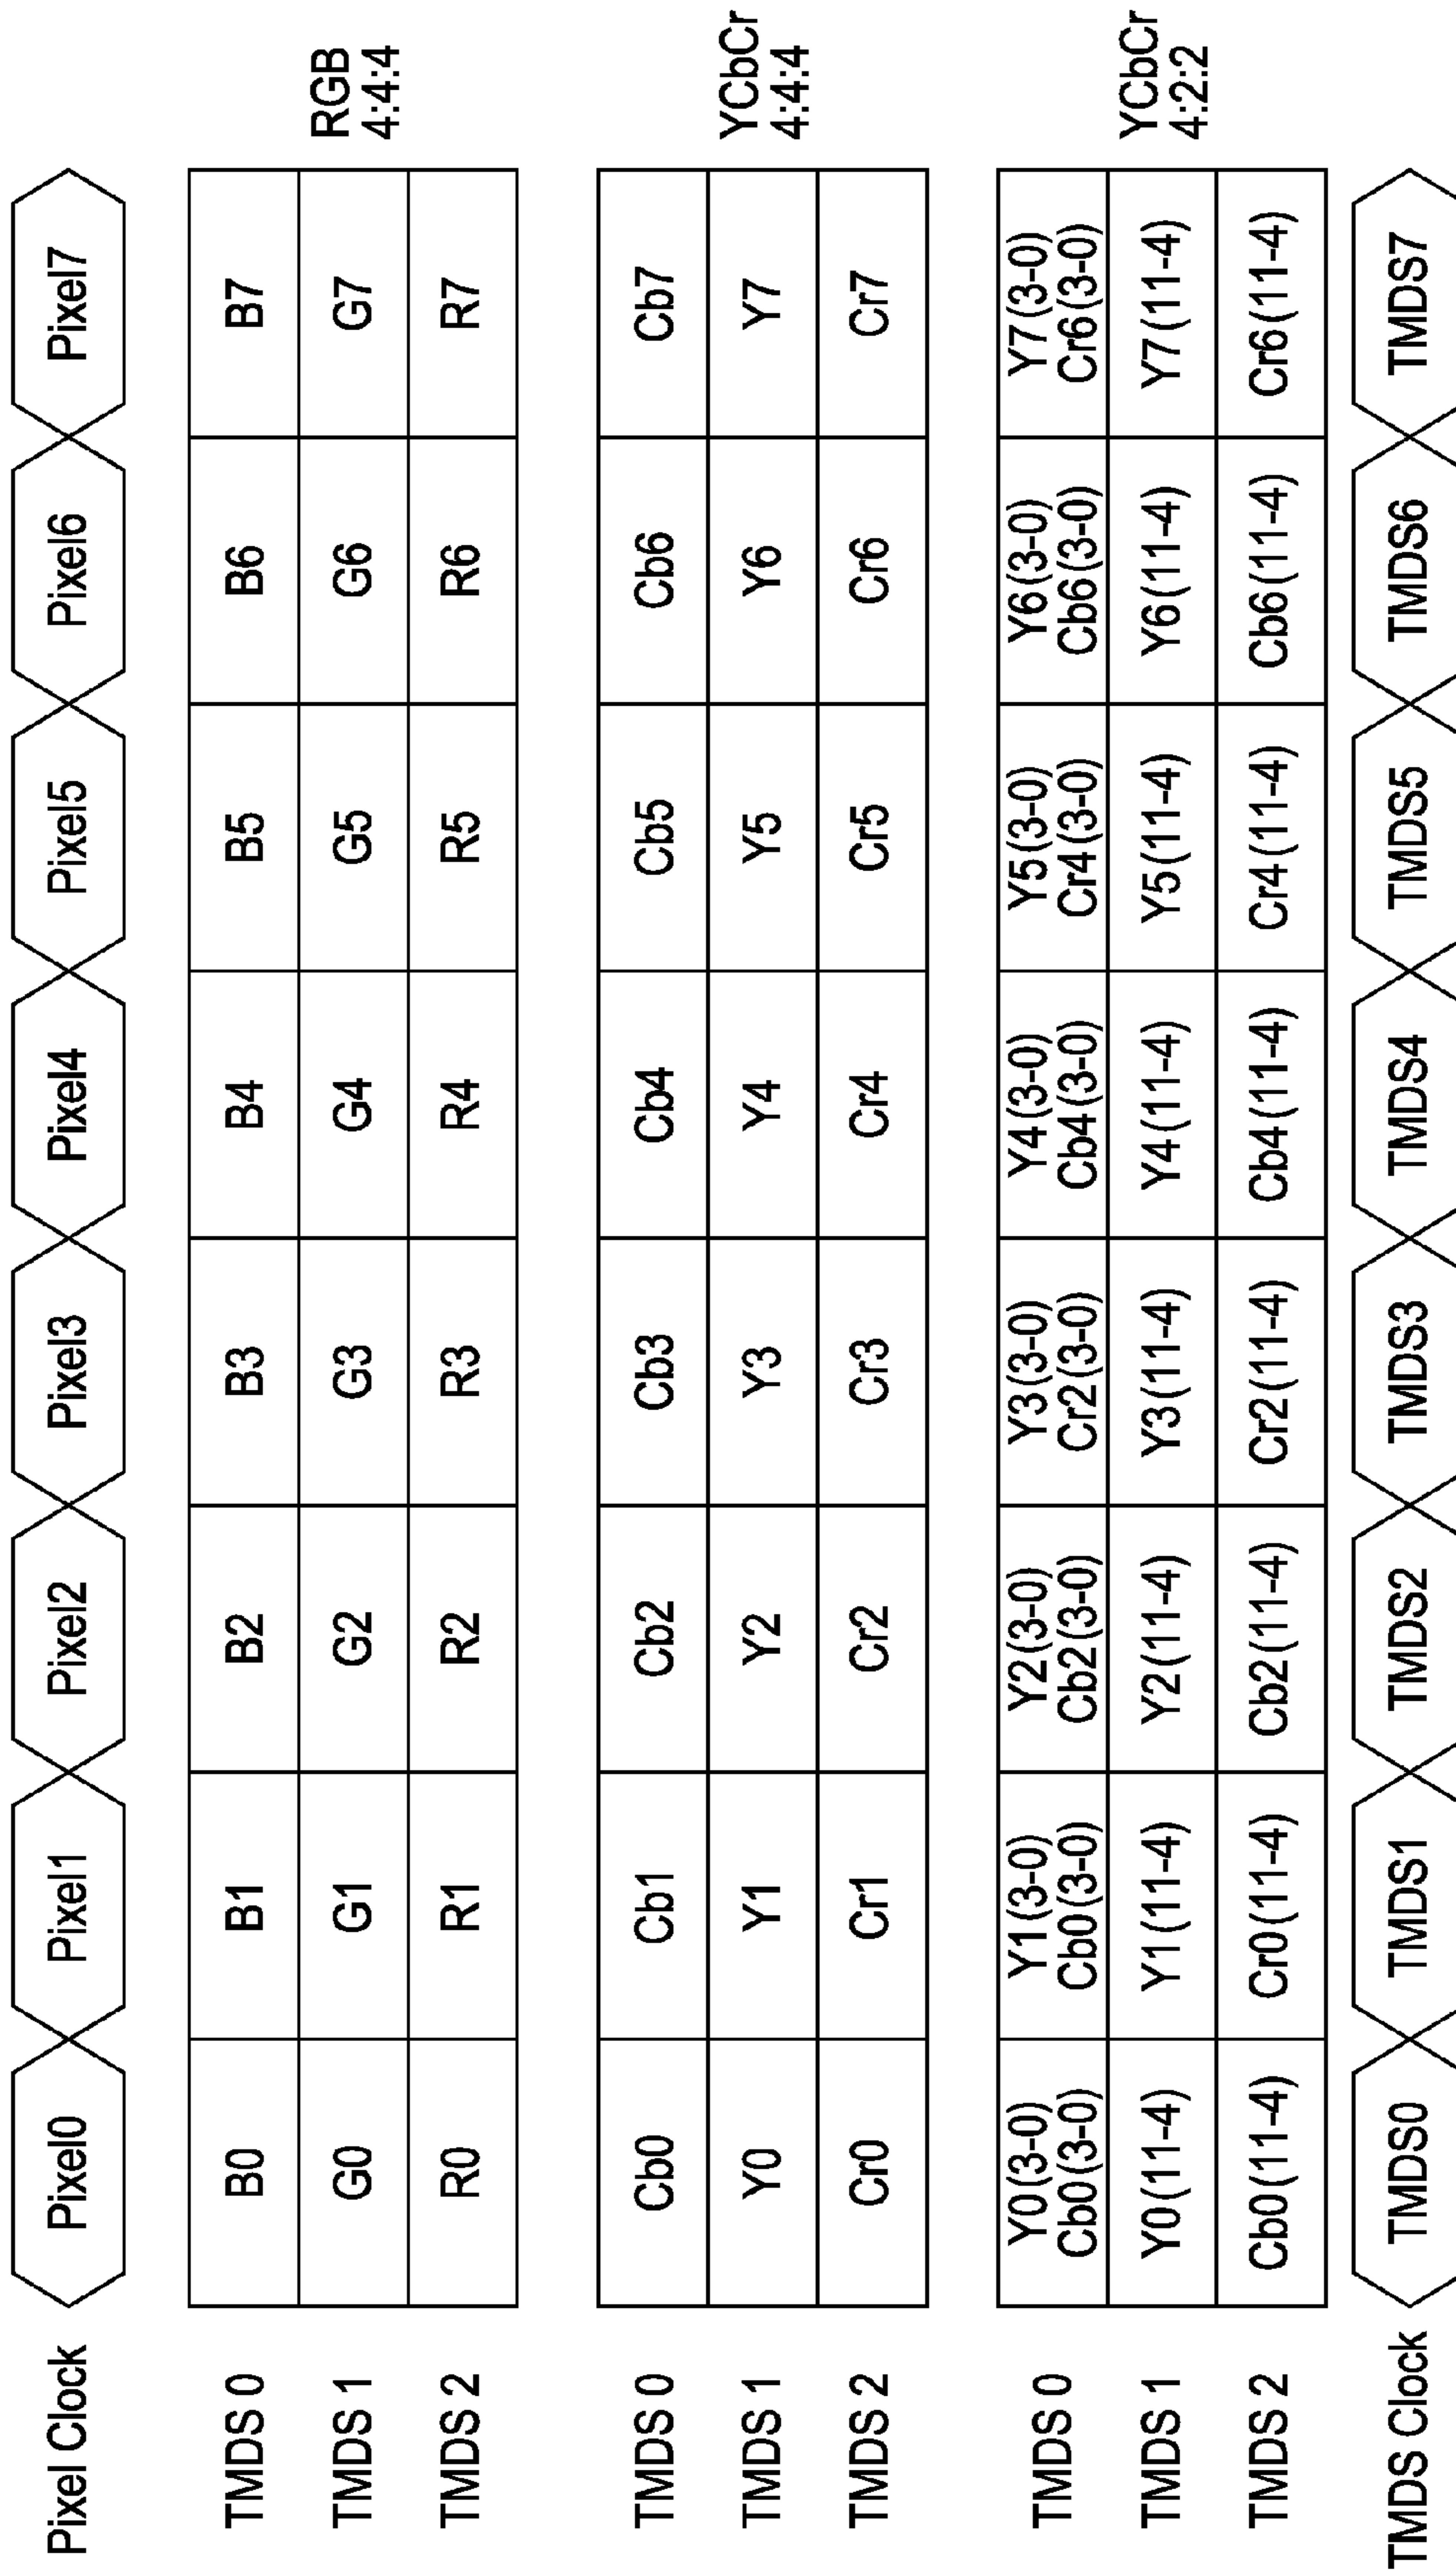 Pixel Clock Pixel0 Pixel1 Pixel2 Pixel3 Pixel4 Pixel5 Pixel6 Pixel7
TMDS 0 B0 B1 B2 B3 B4 B5 B6 B7
TMDS 1 G0 G1 G2 G3 G4 G5 G6 G7
TMDS 2 R0 R1 R2 R3 R4 R5 R6 R7
RGB
4:4:4
TMDS 0 Cb0 Cb1 Cb2 Cb3 Cb4 Cb5 Cb6 Cb7
TMDS 1 Y0 Y1 Y2 Y3 Y4 Y5 Y6 Y7
TMDS 2 Cr0 Cr1 Cr2 Cr3 Cr4 Cr5 Cr6 Cr7
YCbCr
4:4:4
TMDS 0
Y0(3-0) Y1(3-0) Y2(3-0) Y3(3-0) Y4(3-0) Y5(3-0) Y6(3-0) Y7(3-0)
Cb0(3-0) Cb0(3-0) Cb2(3-0) Cr2(3-0) Cb4(3-0) Cr4(3-0) Cb6(3-0) Cr6(3-0)
TMDS 1 Y0(11-4) Y1(11-4) Y2(11-4) Y3(11-4) Y4(11-4) Y5(11-4) Y6(11-4) Y7(11-4)
TMDS 2 Cb0(11-4) Cr0(11-4) Cb2(11-4) Cr2(11-4) Cb4(11-4) Cr4(11-4) Cb6(11-4) Cr6(11-4)
YCbCr
4:2:2
TMDS Clock TMDS0 TMDS1 TMDS2 TMDS3 TMDS4 TMDS5 TMDS6 TMDS7